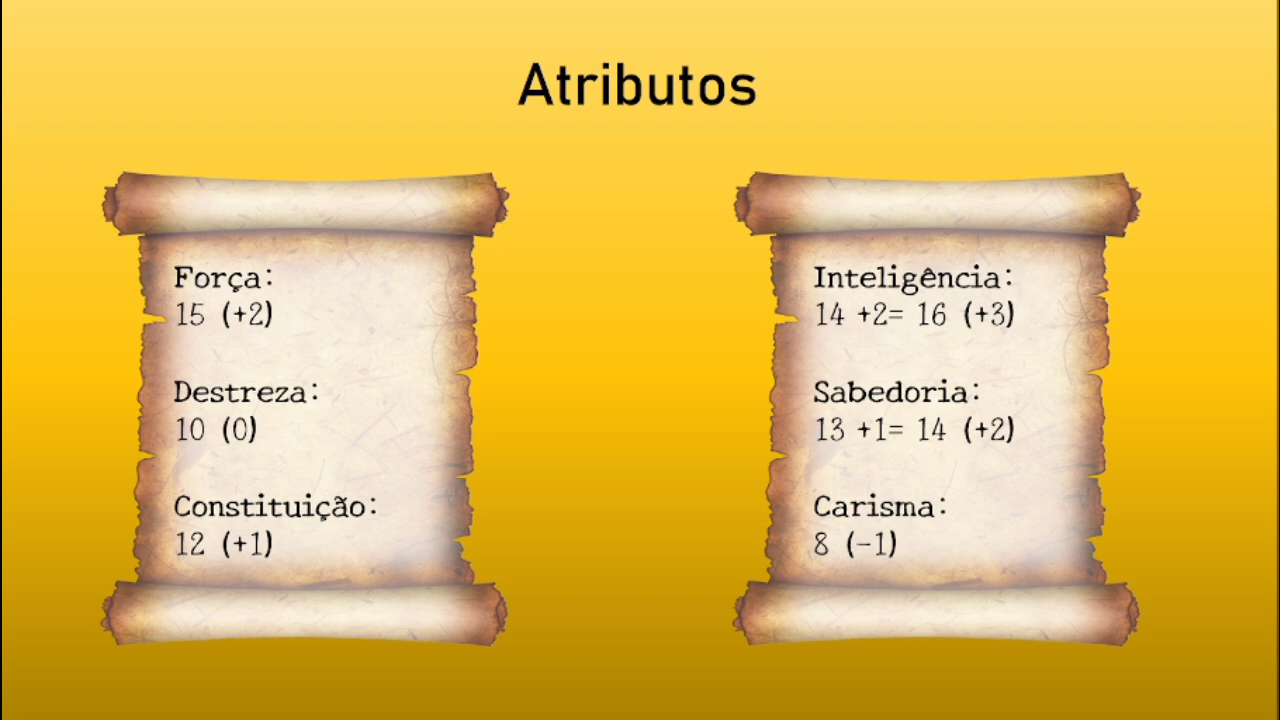 Atributos
Força:
15 (+2)
Destreza:
10 (0)
Constituição:
12 (+1)
Inteligência:
14 +2= 16 (+3)
Sabedoria:
13 +1= 14 (+2)
Carisma:
8 (-1)